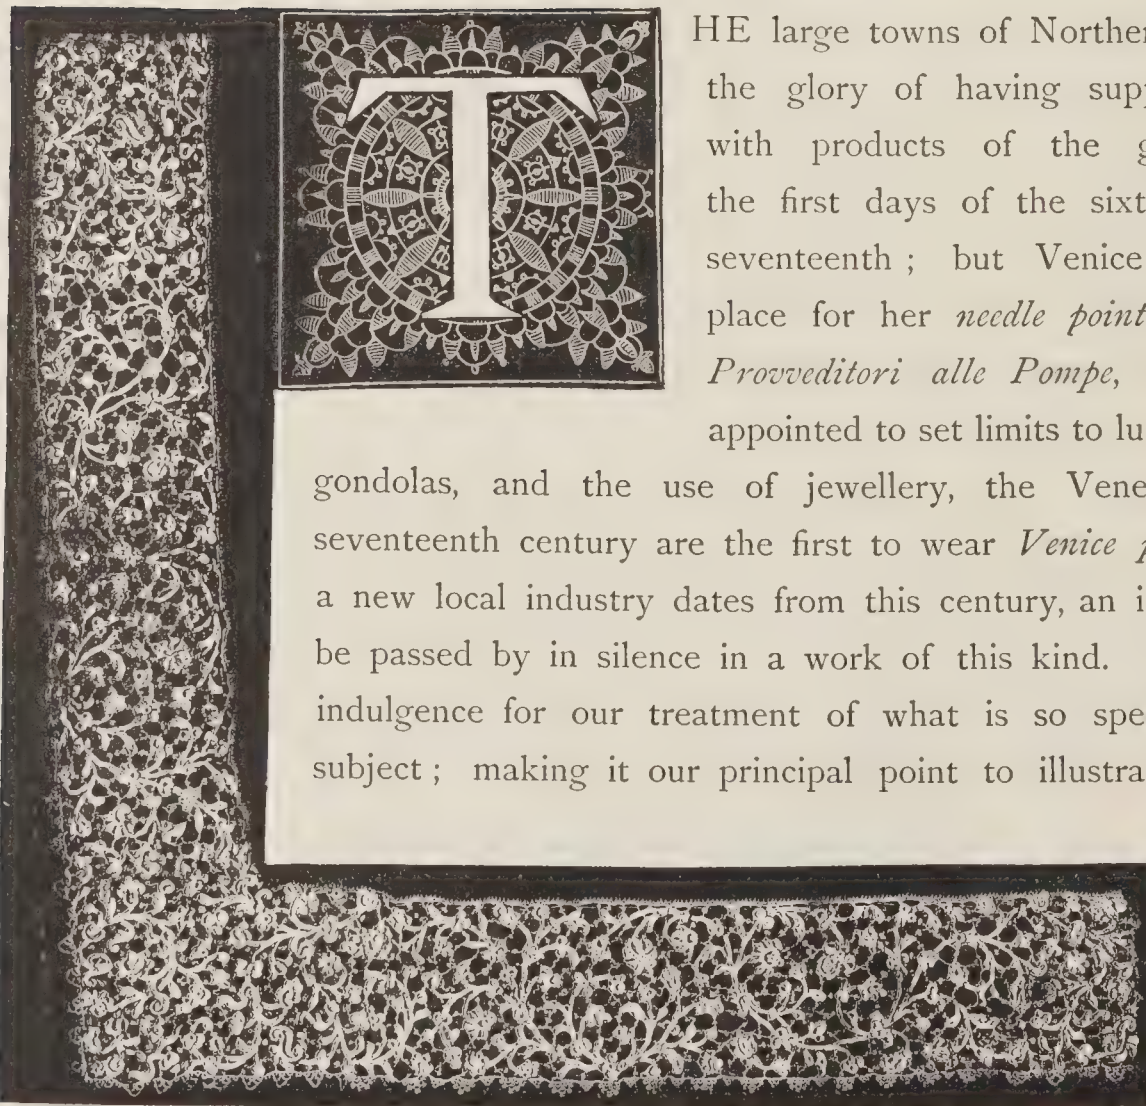 THE large towns of Norther
the glory of having sup
with products of the
the first days of the sixt
seventeenth ; but Venice
place for her needle point
Provveditori alle Pompe,
appointed to set limits to lu
gondolas, and the use of jewellery, the Vene
seventeenth century are the first to wear Venice
a new local industry dates from this century, an i
be passed by in silence in a work of this kind.
indulgence for our treatment of what is so spe
subject ; making it our principal point to illustra